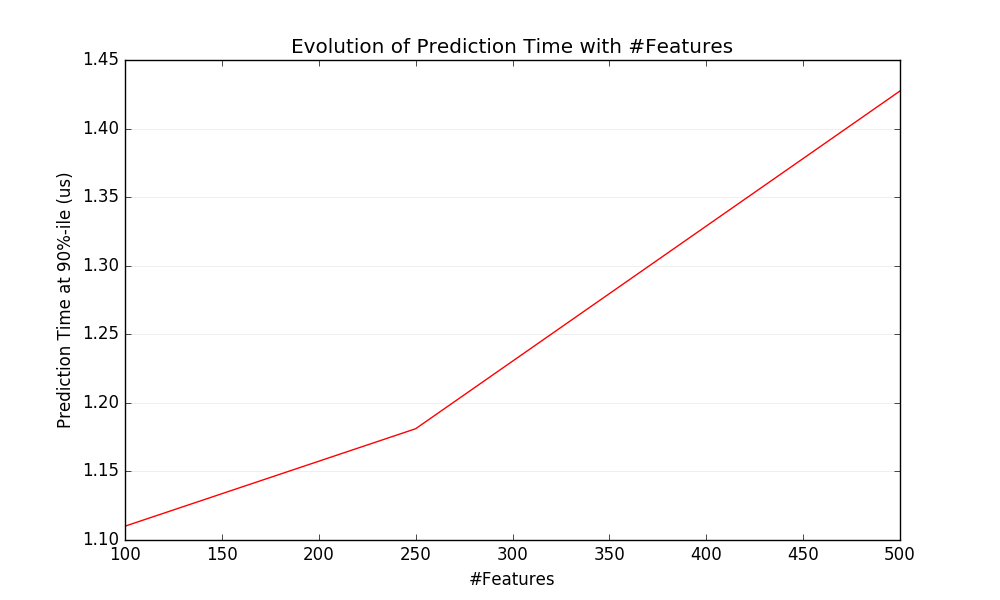 Evolution of Prediction Time with #Features
Prediction Time at 90%-ile (us)
1.45
1.40
1.35
1.30
1.25
1.20
1.15
1.10
100 150 200 250 300 350 400 450 500
#Features